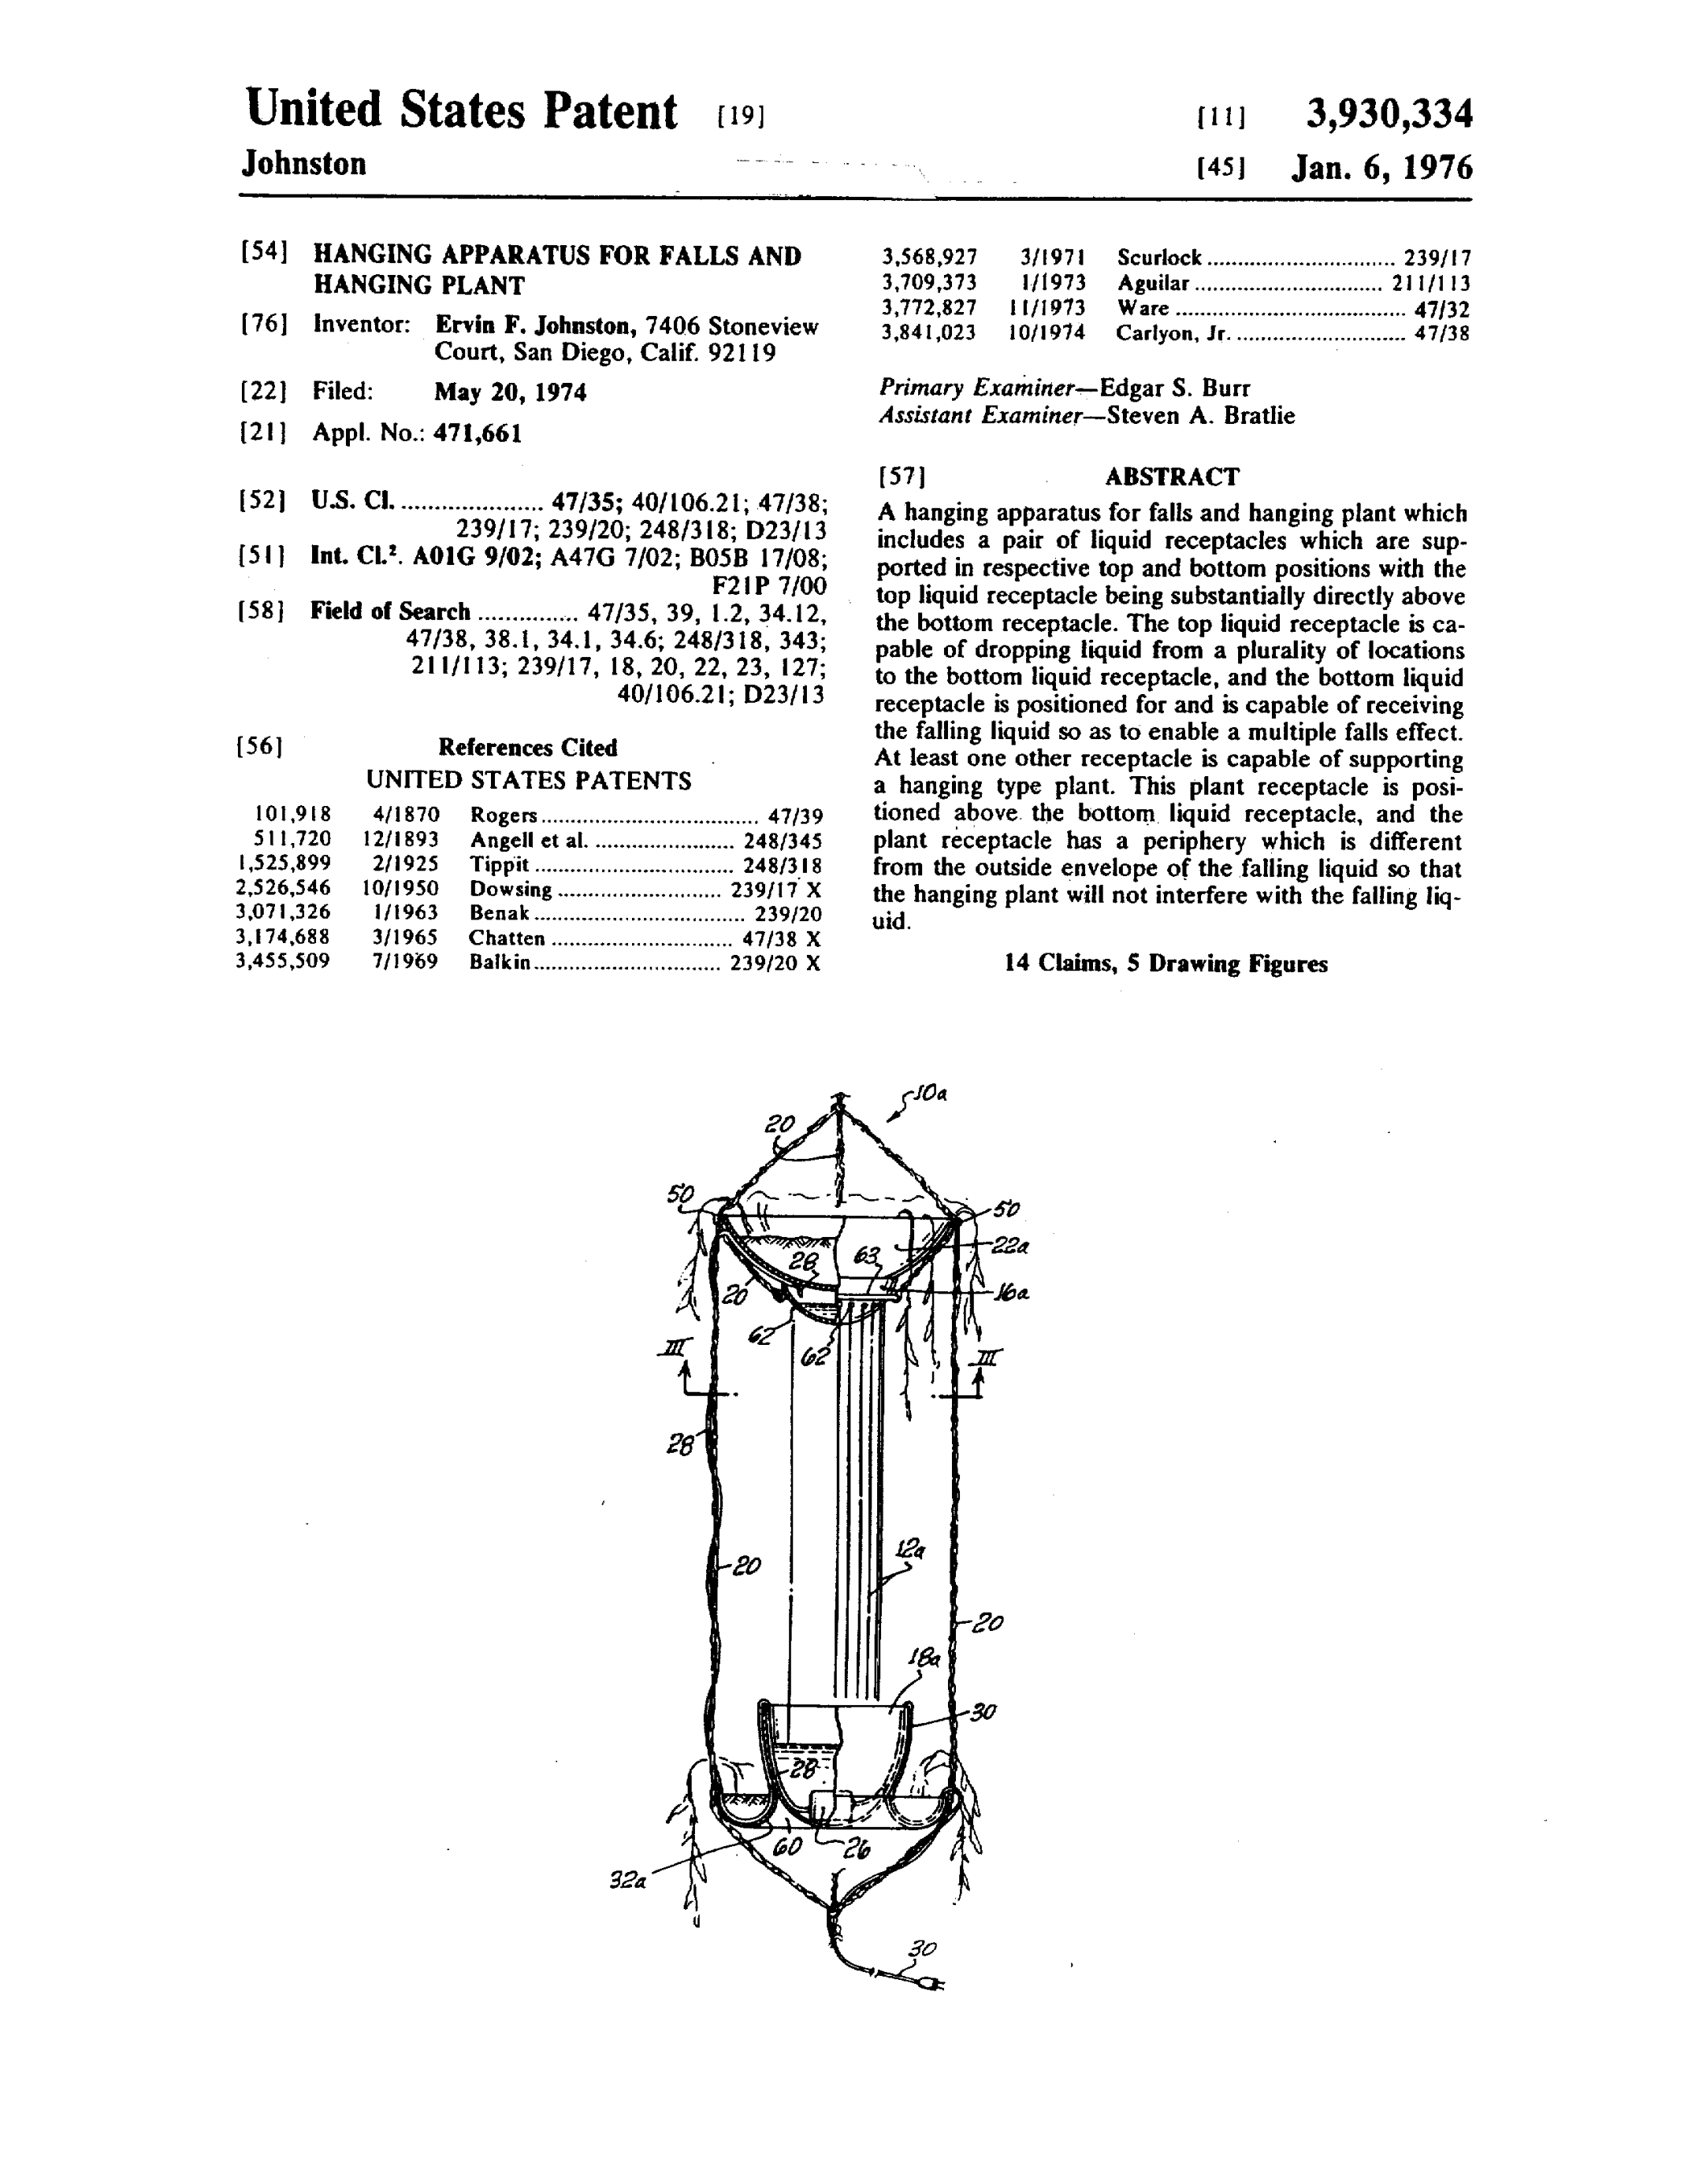 United States Patent [19]
Johnston
[11] 3,930,334
[45] Jan. 6, 1976
[54] HANGING APPARATUS FOR FALLS AND
HANGING PLANT
[76] Inventor: Ervin F. Johnston, 7406 Stoneview
Court, San Diego, Calif. 92119
[22] Filed: May 20, 1974
[21] Appl. No.: 471,661
[52] U.S. Cl. ..................... 47/35; 40/106.21; 47/38;
239/17; 239/20; 248/318; D23/13
[51] Int. Cl.². A01G 9/02; A47G 7/02; B05B 17/08;
F21P 7/00
[58] Field of Search ............... 47/35, 39, 1.2, 34.12,
47/38, 38.1, 34.1, 34.6; 248/318, 343;
211/113; 239/17, 18, 20, 22, 23, 127;
40/106.21; D23/13
[56] References Cited
UNITED STATES PATENTS
101,918 4/1870 Rogers .................................... 47/39
511,720 12/1893 Angell et al. ....................... 248/345
1,525,899 2/1925 Tippit ................................. 248/318
2,526,546 10/1950 Dowsing ........................... 239/17 X
3,071,326 1/1963 Benak ................................... 239/20
3,174,688 3/1965 Chatten .............................. 47/38 X
3,455,509 7/1969 Balkin ............................... 239/20 X
3,568,927 3/1971 Scurlock ............................... 239/17
3,709,373 1/1973 Aguilar ............................... 211/113
3,772,827 11/1973 Ware ...................................... 47/32
3,841,023 10/1974 Carlyon, Jr. ............................ 47/38
Primary Examiner—Edgar S. Burr
Assistant Examiner—Steven A. Bratlie
[57] ABSTRACT
A hanging apparatus for falls and hanging plant which
includes a pair of liquid receptacles which are sup-
ported in respective top and bottom positions with the
top liquid receptacle being substantially directly above
the bottom receptacle. The top liquid receptacle is ca-
pable of dropping liquid from a plurality of locations
to the bottom liquid receptacle, and the bottom liquid
receptacle is positioned for and is capable of receiving
the falling liquid so as to enable a multiple falls effect.
At least one other receptacle is capable of supporting
a hanging type plant. This plant receptacle is posi-
tioned above the bottom liquid receptacle, and the
plant receptacle has a periphery which is different
from the outside envelope of the falling liquid so that
the hanging plant will not interfere with the falling liq-
uid.
14 Claims, 5 Drawing Figures
10a
20
50
50
22a
28
63
20
16a
62
62
III
III
28
12a
20
20
18a
30
28
60
26
32a
30